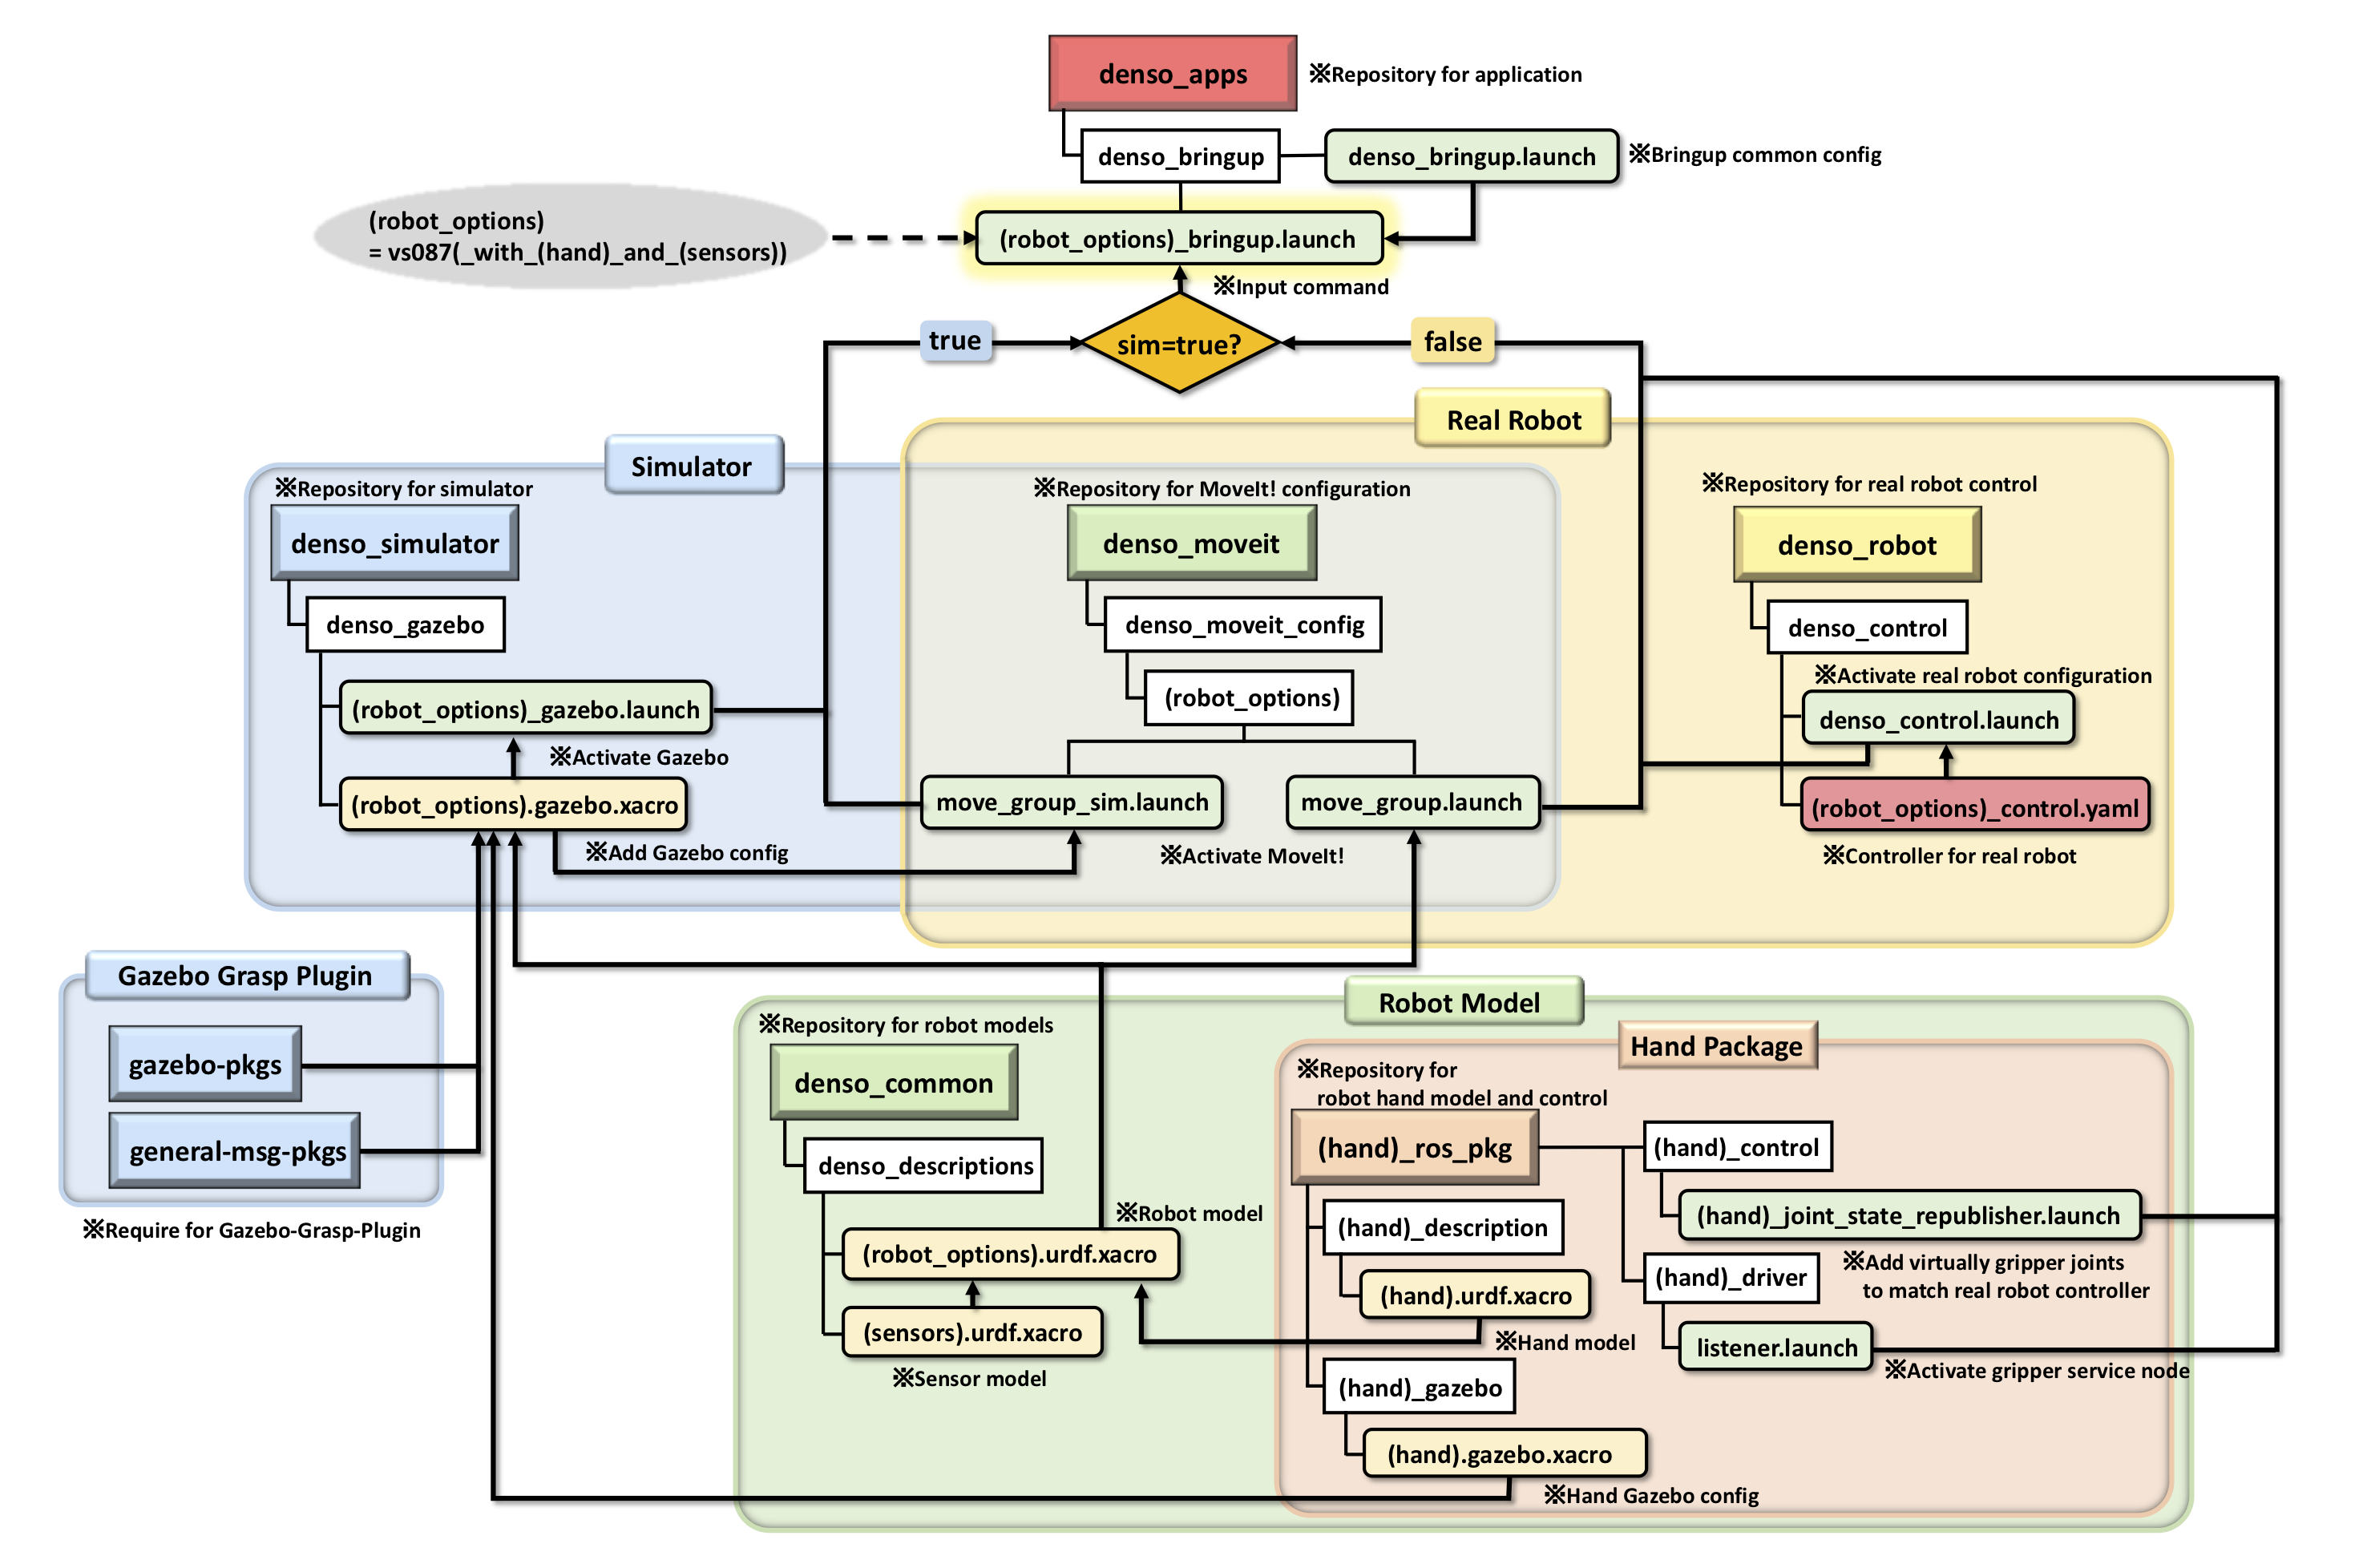 denso_apps
※Repository for application
denso_bringup
denso_bringup.launch
※Bringup common config
(robot_options)
= vs087(_with_(hand)_and_(sensors))
(robot_options)_bringup.launch
※Input command
true
sim=true?
false
Real Robot
Simulator
※Repository for simulator
※Repository for MoveIt! configuration
※Repository for real robot control
denso_simulator
denso_moveit
denso_robot
denso_gazebo
denso_moveit_config
denso_control
※Activate real robot configuration
(robot_options)_gazebo.launch
(robot_options)
denso_control.launch
※Activate Gazebo
(robot_options).gazebo.xacro
move_group_sim.launch
move_group.launch
(robot_options)_control.yaml
※Add Gazebo config
※Activate MoveIt!
※Controller for real robot
Gazebo Grasp Plugin
gazebo-pkgs
general-msg-pkgs
※Require for Gazebo-Grasp-Plugin
Robot Model
※Repository for robot models
denso_common
denso_descriptions
※Robot model
(robot_options).urdf.xacro
(sensors).urdf.xacro
※Sensor model
Hand Package
※Repository for
robot hand model and control
(hand)_ros_pkg
(hand)_control
(hand)_joint_state_republisher.launch
(hand)_description
(hand)_driver
※Add virtually gripper joints
to match real robot controller
(hand).urdf.xacro
※Hand model
listener.launch
※Activate gripper service node
(hand)_gazebo
(hand).gazebo.xacro
※Hand Gazebo config